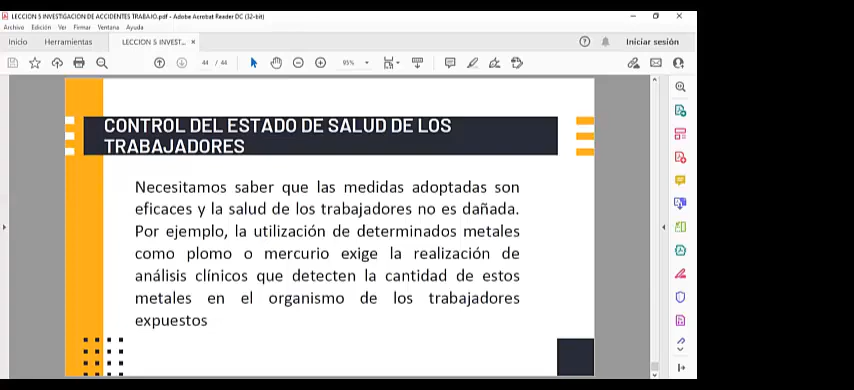 LECCION 5 INVESTIGACION DE ACCIDENTES TRABAJO.pdf - Adobe Acrobat Reader DC (32-bit)
Archivo Edición Ver Firmar Ventana Ayuda
Inicio Herramientas LECCION 5 INVEST... × Iniciar sesión
44 / 44 95%
CONTROL DEL ESTADO DE SALUD DE LOS
TRABAJADORES
Necesitamos saber que las medidas adoptadas son
eficaces y la salud de los trabajadores no es dañada.
Por ejemplo, la utilización de determinados metales
como plomo o mercurio exige la realización de
análisis clínicos que detecten la cantidad de estos
metales en el organismo de los trabajadores
expuestos